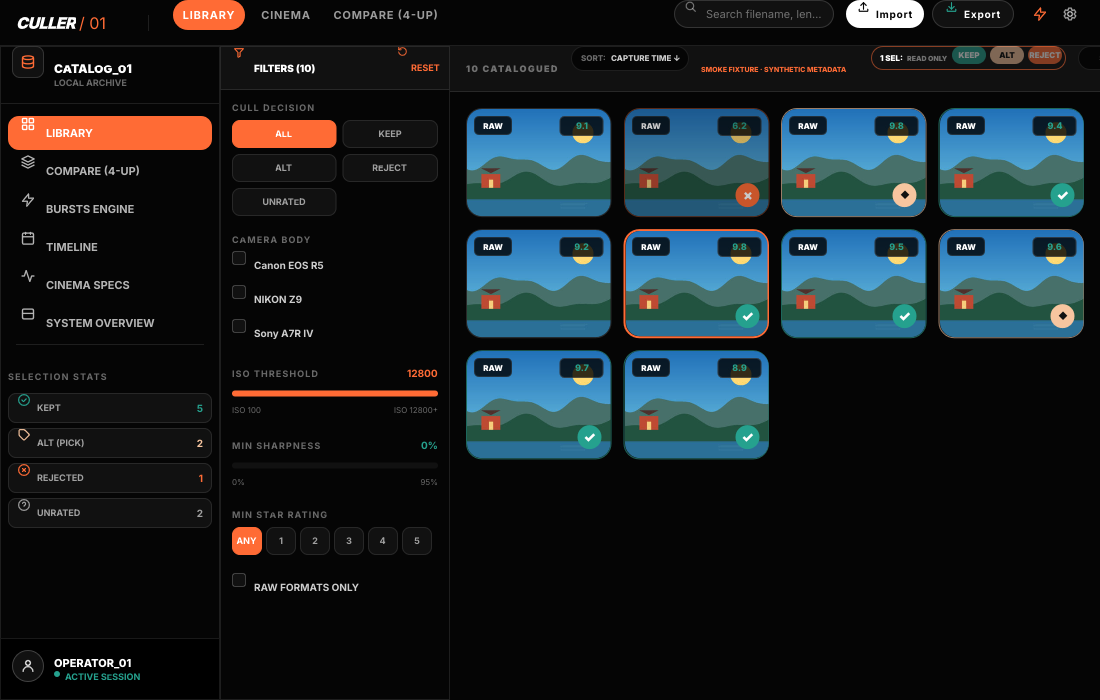 CULLER / 01
LIBRARY
CINEMA
COMPARE (4-UP)
Search filename, len...
Import
Export
CATALOG_01
LOCAL ARCHIVE
LIBRARY
COMPARE (4-UP)
BURSTS ENGINE
TIMELINE
CINEMA SPECS
SYSTEM OVERVIEW
SELECTION STATS
KEPT 5
ALT (PICK) 2
REJECTED 1
UNRATED 2
OPERATOR_01
ACTIVE SESSION
FILTERS (10)
RESET
CULL DECISION
ALL
KEEP
ALT
REJECT
UNRATED
CAMERA BODY
Canon EOS R5
NIKON Z9
Sony A7R IV
ISO THRESHOLD 12800
ISO 100 ISO 12800+
MIN SHARPNESS 0%
0% 95%
MIN STAR RATING
ANY 1 2 3 4 5
RAW FORMATS ONLY
10 CATALOGUED
SORT: CAPTURE TIME ↓
SMOKE FIXTURE · SYNTHETIC METADATA
1 SEL: READ ONLY KEEP ALT REJECT
RAW 9.1
RAW 6.2
RAW 9.8
RAW 9.4
RAW 9.2
RAW 9.8
RAW 9.5
RAW 9.6
RAW 9.7
RAW 8.9